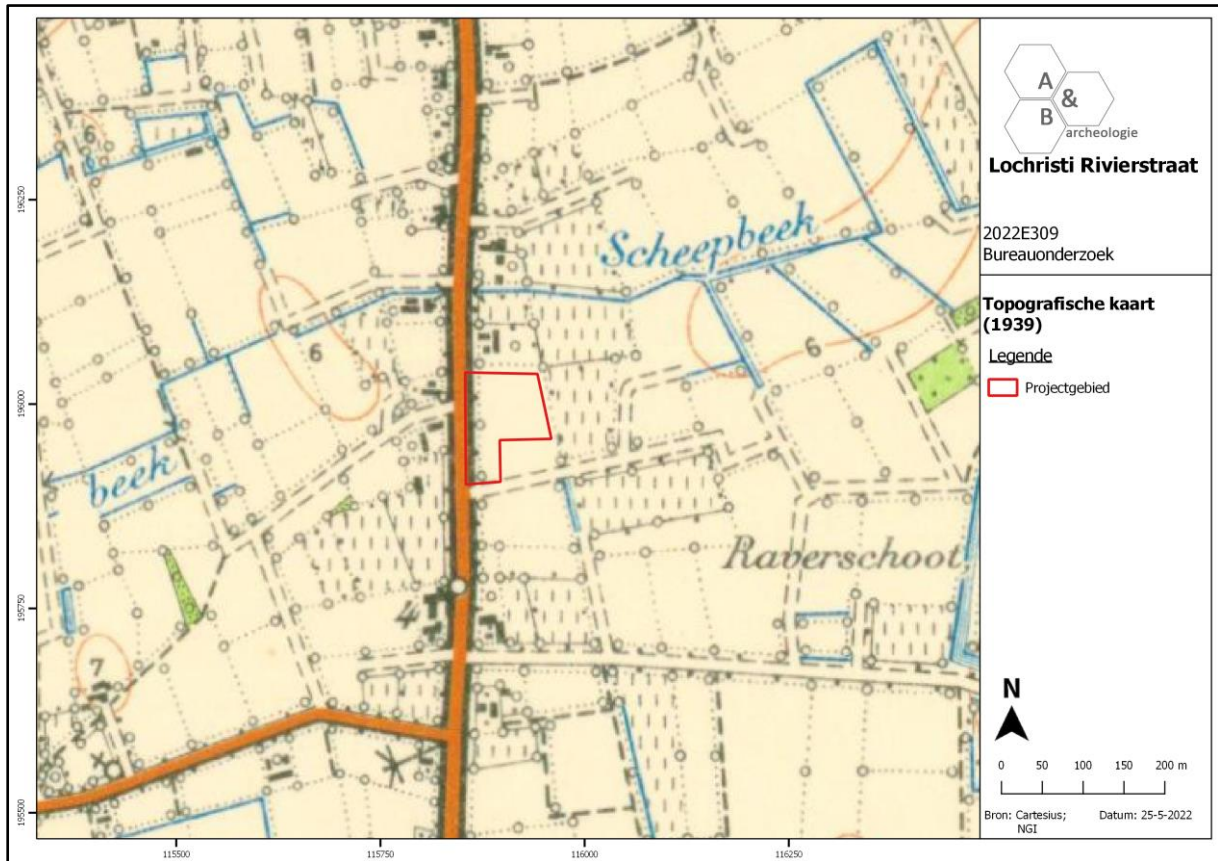 6
Scheepbeek
6
6
beek
Raverschoot
4
7
196250
196000
195750
195500
115500
115750
116000
116250
A
&
B
archeologie
Lochristi Rivierstraat
2022E309
Bureauonderzoek
Topografische kaart
(1939)
Legende
Projectgebied
N
0 50 100 150 200 m
Bron: Cartesius;
NGI
Datum: 25-5-2022